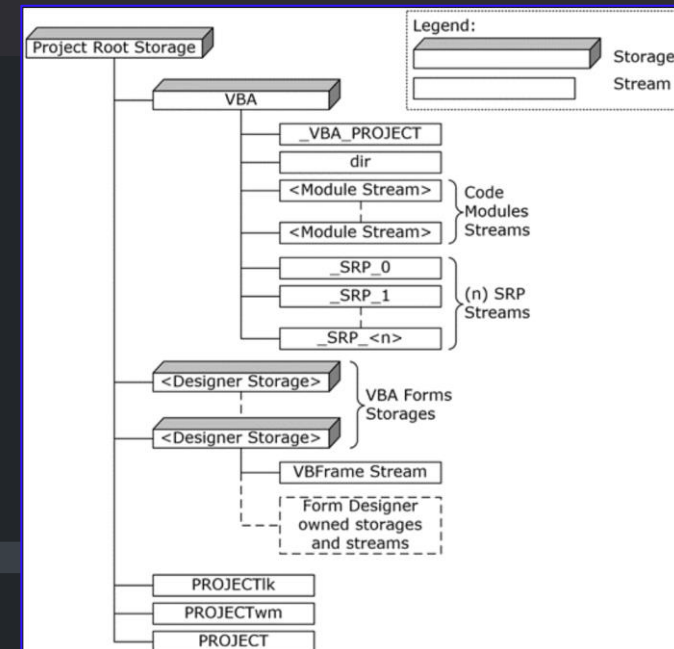 Legend:
Project Root Storage
Storage
Stream
VBA
_VBA_PROJECT
dir
<Module Stream>
<Module Stream>
Code
Modules
Streams
_SRP_0
_SRP_1
_SRP_<n>
(n) SRP
Streams
<Designer Storage>
<Designer Storage>
VBA Forms
Storages
VBFrame Stream
Form Designer
owned storages
and streams
PROJECTlk
PROJECTwm
PROJECT